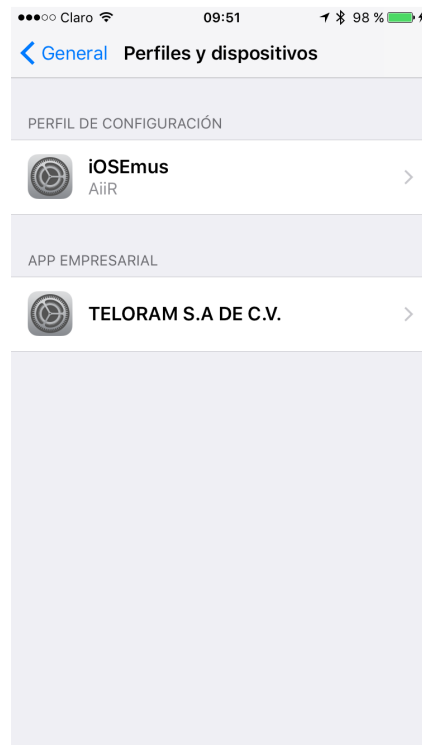 Claro 09:51 98 %
General Perfiles y dispositivos
PERFIL DE CONFIGURACIÓN
iOSEmus
AiiR
APP EMPRESARIAL
TELORAM S.A DE C.V.